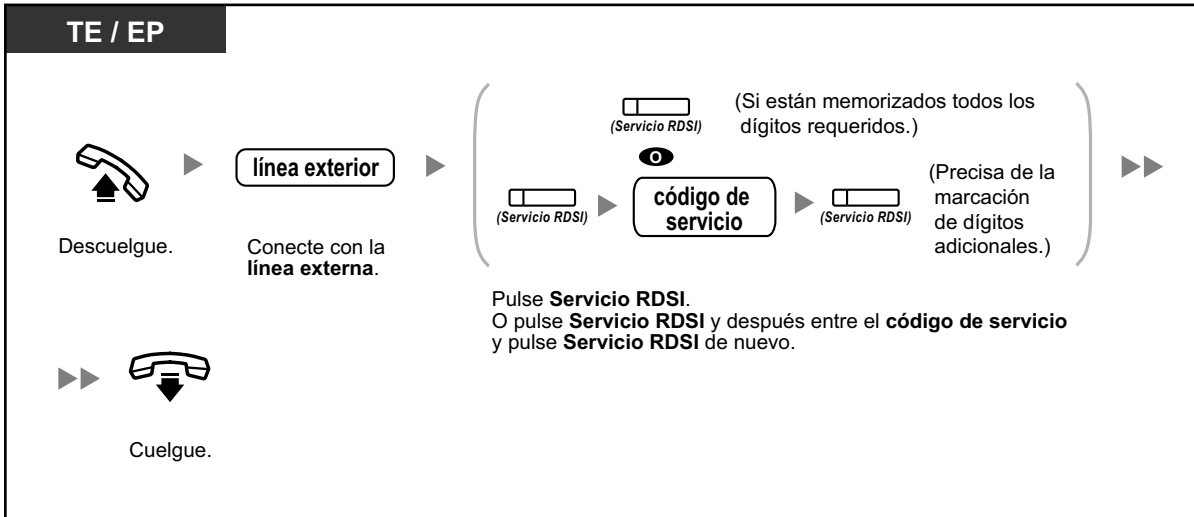 TE / EP
(Servicio RDSI)
(Si están memorizados todos los
dígitos requeridos.)
O
línea exterior
(Servicio RDSI)
código de
servicio
(Servicio RDSI)
(Precisa de la
marcación
de dígitos
adicionales.)
Descuelgue.
Conecte con la
línea externa.
Pulse Servicio RDSI.
O pulse Servicio RDSI y después entre el código de servicio
y pulse Servicio RDSI de nuevo.
Cuelgue.